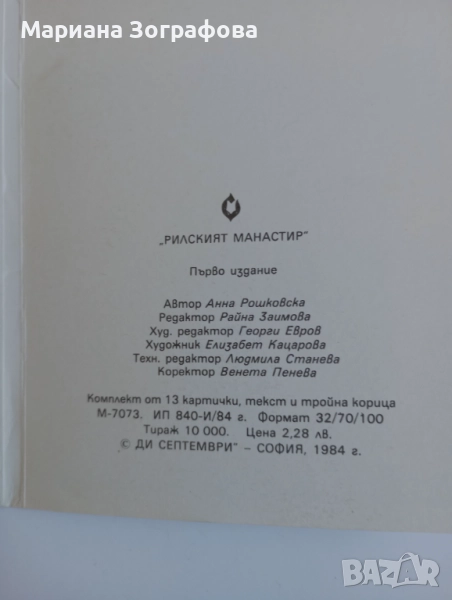 Мариана Зографова
„РИЛСКИЯТ МАНАСТИР"
Първо издание
Автор Анна Рошковска
Редактор Райна Заимова
Худ. редактор Георги Евров
Художник Елизабет Кацарова
Техн. редактор Людмила Станева
Коректор Венета Пенева
Комплект от 13 картички, текст и тройна корица
М-7073. ИП 840-И/84 г. Формат 32/70/100
Тираж 10 000. Цена 2,28 лв.
© ДИ СЕПТЕМВРИ" – СОФИЯ, 1984 г.
BAZAR